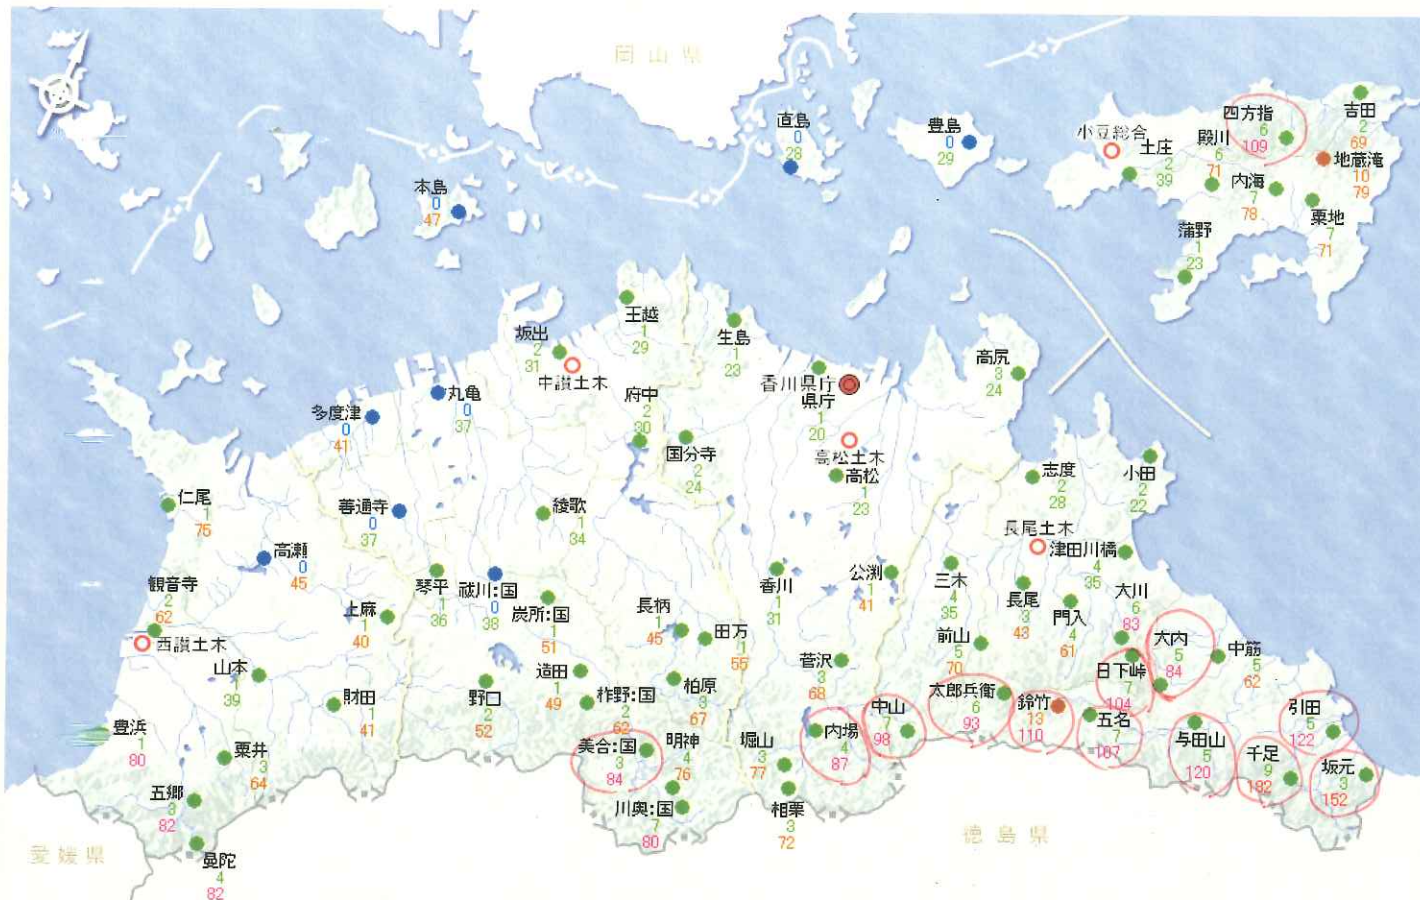 岡山県
直島
0
28
豊島
0
29
小豆総合
土庄
2
39
殿川
6
71
四方指
6
109
吉田
2
69
地蔵滝
10
79
内海
7
78
粟地
7
71
蒲野
1
23
本島
0
47
王越
1
29
坂出
2
31
中讃土木
生島
1
23
香川県庁
県庁
1
20
高尻
3
24
丸亀
0
37
多度津
0
41
府中
2
30
国分寺
2
24
高松土木
高松
1
23
志度
2
28
小田
2
22
仁尾
1
75
善通寺
0
37
綾歌
1
34
長尾土木
津田川橋
4
35
高瀬
0
45
観音寺
2
62
西讃土木
琴平
1
36
祓川:国
0
38
炭所:国
1
51
上麻
1
40
長柄
1
45
田万
1
55
香川
1
31
公渕
1
41
三木
4
35
長尾
3
43
門入
4
61
大川
6
83
前山
5
70
大内
5
84
中筋
5
62
日下峠
7
104
山本
1
39
財田
1
41
野口
2
52
造田
1
49
柞野:国
2
62
柏原
3
67
菅沢
3
68
中山
7
98
太郎兵衛
6
93
鈴竹
13
110
五名
7
107
引田
5
122
豊浜
1
80
粟井
3
64
美合:国
3
84
明神
4
76
堀山
3
77
内場
4
87
与田山
5
120
千足
9
182
坂元
3
152
五郷
3
82
川奥:国
7
80
相栗
3
72
徳島県
愛媛県
曼陀
4
82